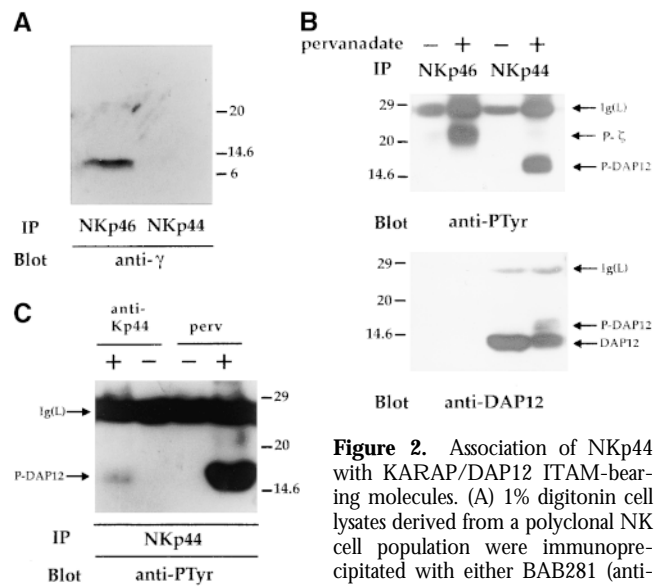 A
20
14.6
6
IP NKp46 NKp44
Blot anti-γ
B
pervanadate − + − +
IP NKp46 NKp44
29 Ig(L)
20 P-ζ
14.6 P-DAP12
Blot anti-PTyr
29 Ig(L)
20
14.6 P-DAP12
DAP12
Blot anti-DAP12
C
anti-
Kp44 perv
+ − − +
Ig(L) 29
20
P-DAP12 14.6
IP NKp44
Blot anti-PTyr
Figure 2. Association of NKp44
with KARAP/DAP12 ITAM-bear-
ing molecules. (A) 1% digitonin cell
lysates derived from a polyclonal NK
cell population were immunopre-
cipitated with either BAB281 (anti-